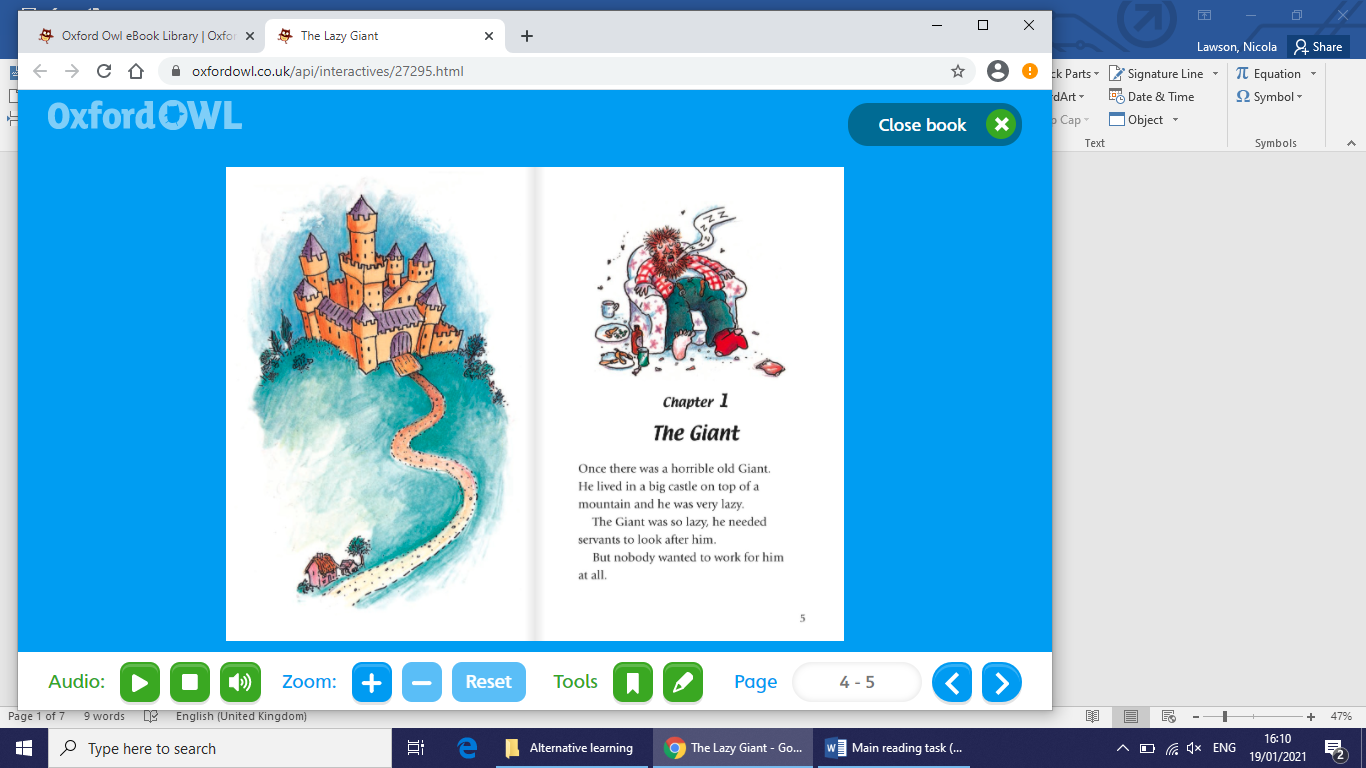 Oxford Owl eBook Library | Oxfo
The Lazy Giant
Lawson, Nicola
Share
oxfordowl.co.uk/api/interactives/27295.html
ck Parts
Signature Line
Equation
rdArt
Date & Time
Symbol
p Cap
Object
Text
Symbols
Oxford OWL
Close book
z z z
Chapter 1
The Giant
Once there was a horrible old Giant.
He lived in a big castle on top of a
mountain and he was very lazy.
The Giant was so lazy, he needed
servants to look after him.
But nobody wanted to work for him
at all.
5
Audio:
Zoom:
Reset
Tools
Page
4 - 5
Page 1 of 7
9 words
English (United Kingdom)
47%
Type here to search
Alternative learning
The Lazy Giant - Go...
Main reading task (...
ENG
16:10
19/01/2021
2